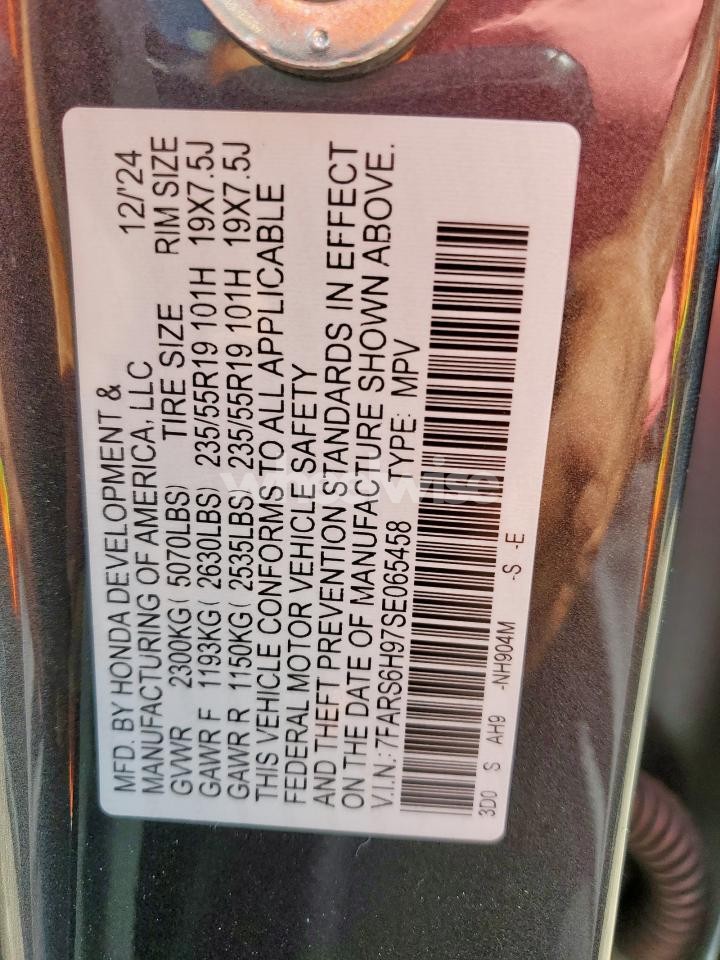 MFD. BY HONDA DEVELOPMENT &
MANUFACTURING OF AMERICA, LLC 12/'24
GVWR 2300KG( 5070LBS) TIRE SIZE RIM SIZE
GAWR F 1193KG( 2630LBS) 235/55R19 101H 19X7.5J
GAWR R 1150KG( 2535LBS) 235/55R19 101H 19X7.5J
THIS VEHICLE CONFORMS TO ALL APPLICABLE
FEDERAL MOTOR VEHICLE SAFETY
AND THEFT PREVENTION STANDARDS IN EFFECT
ON THE DATE OF MANUFACTURE SHOWN ABOVE.
V.I.N.: 7FARS6H97SE065458 TYPE: MPV
3D0 S AH9 -NH904M -S -E
wheelwise